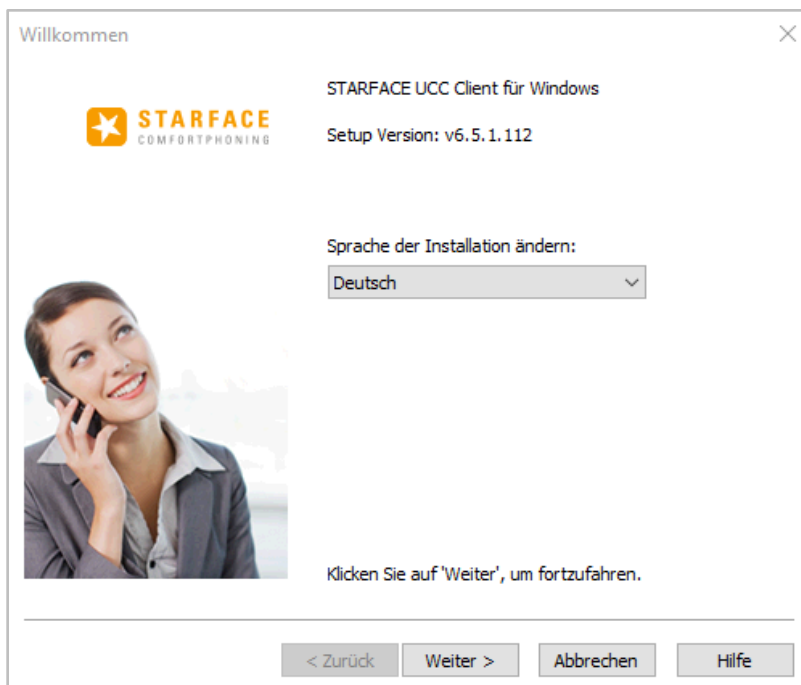 Willkommen
STARFACE
COMFORTPHONING
STARFACE UCC Client für Windows
Setup Version: v6.5.1.112
Sprache der Installation ändern:
Deutsch
Klicken Sie auf 'Weiter', um fortzufahren.
< Zurück
Weiter >
Abbrechen
Hilfe